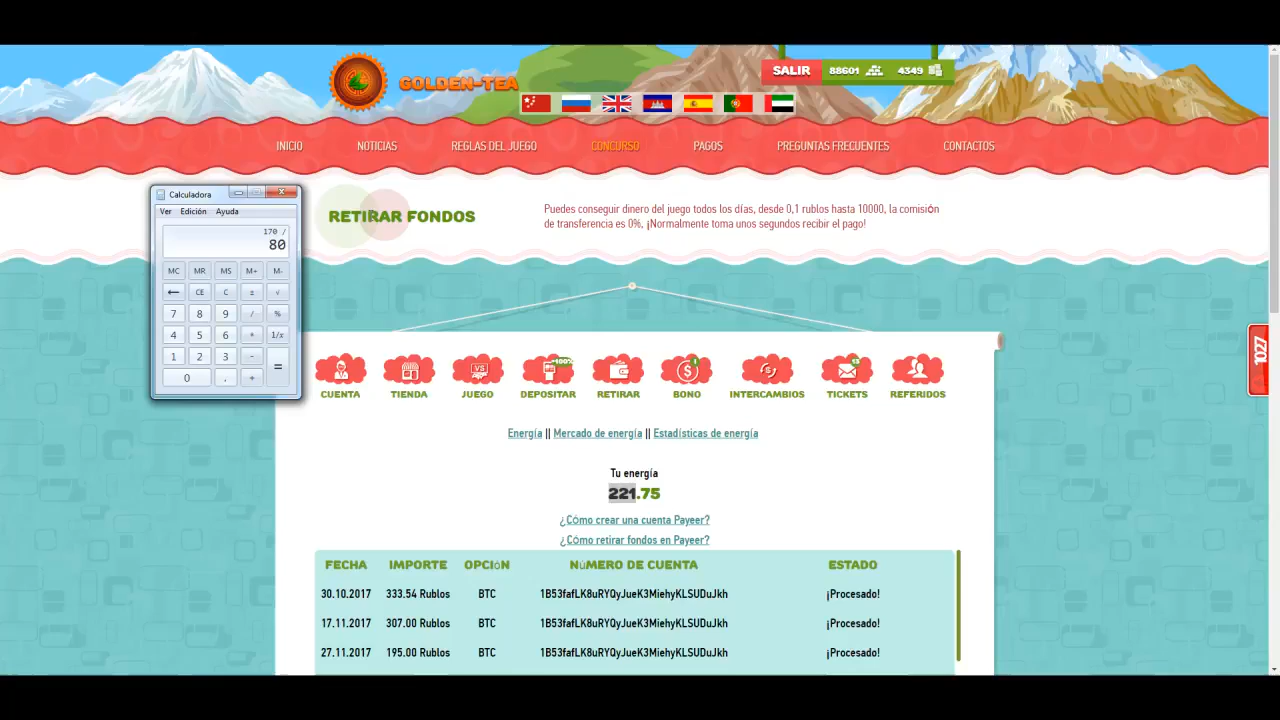 GOLDEN-TEA
SALIR 88601 4349
INICIO NOTICIAS REGLAS DEL JUEGO CONCURSO PAGOS PREGUNTAS FRECUENTES CONTACTOS
Calculadora
Ver Edición Ayuda
170 /
80
MC MR MS M+ M-
← CE C ± √
7 8 9 / %
4 5 6 * 1/x
1 2 3 - =
0 , +
RETIRAR FONDOS
Puedes conseguir dinero del juego todos los días, desde 0,1 rublos hasta 10000, la comisión
de transferencia es 0%, ¡Normalmente toma unos segundos recibir el pago!
CUENTA TIENDA JUEGO DEPOSITAR RETIRAR BONO INTERCAMBIOS TICKETS REFERIDOS
Energía || Mercado de energía || Estadísticas de energía
Tu energía
221.75
¿Cómo crear una cuenta Payeer?
¿Cómo retirar fondos en Payeer?
FECHA IMPORTE OPCIóN NúMERO DE CUENTA ESTADO
30.10.2017 333.54 Rublos BTC 1B53fafLK8uRYQyJueK3MiehyKLSUDuJkh ¡Procesado!
17.11.2017 307.00 Rublos BTC 1B53fafLK8uRYQyJueK3MiehyKLSUDuJkh ¡Procesado!
27.11.2017 195.00 Rublos BTC 1B53fafLK8uRYQyJueK3MiehyKLSUDuJkh ¡Procesado!